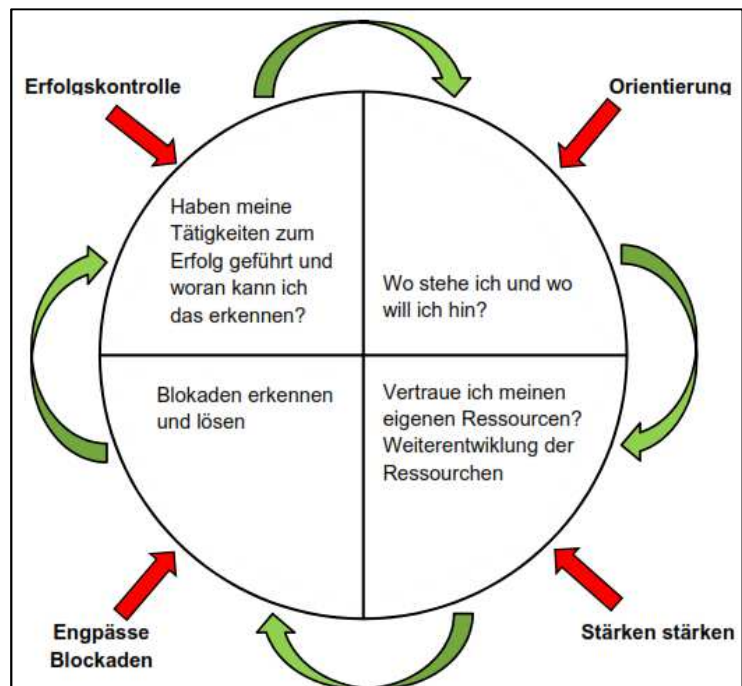 Erfolgskontrolle
Orientierung
Haben meine
Tätigkeiten zum
Erfolg geführt und
woran kann ich
das erkennen?
Wo stehe ich und wo
will ich hin?
Blokaden erkennen
und lösen
Vertraue ich meinen
eigenen Ressourcen?
Weiterentwiklung der
Ressourchen
Engpässe
Blockaden
Stärken stärken